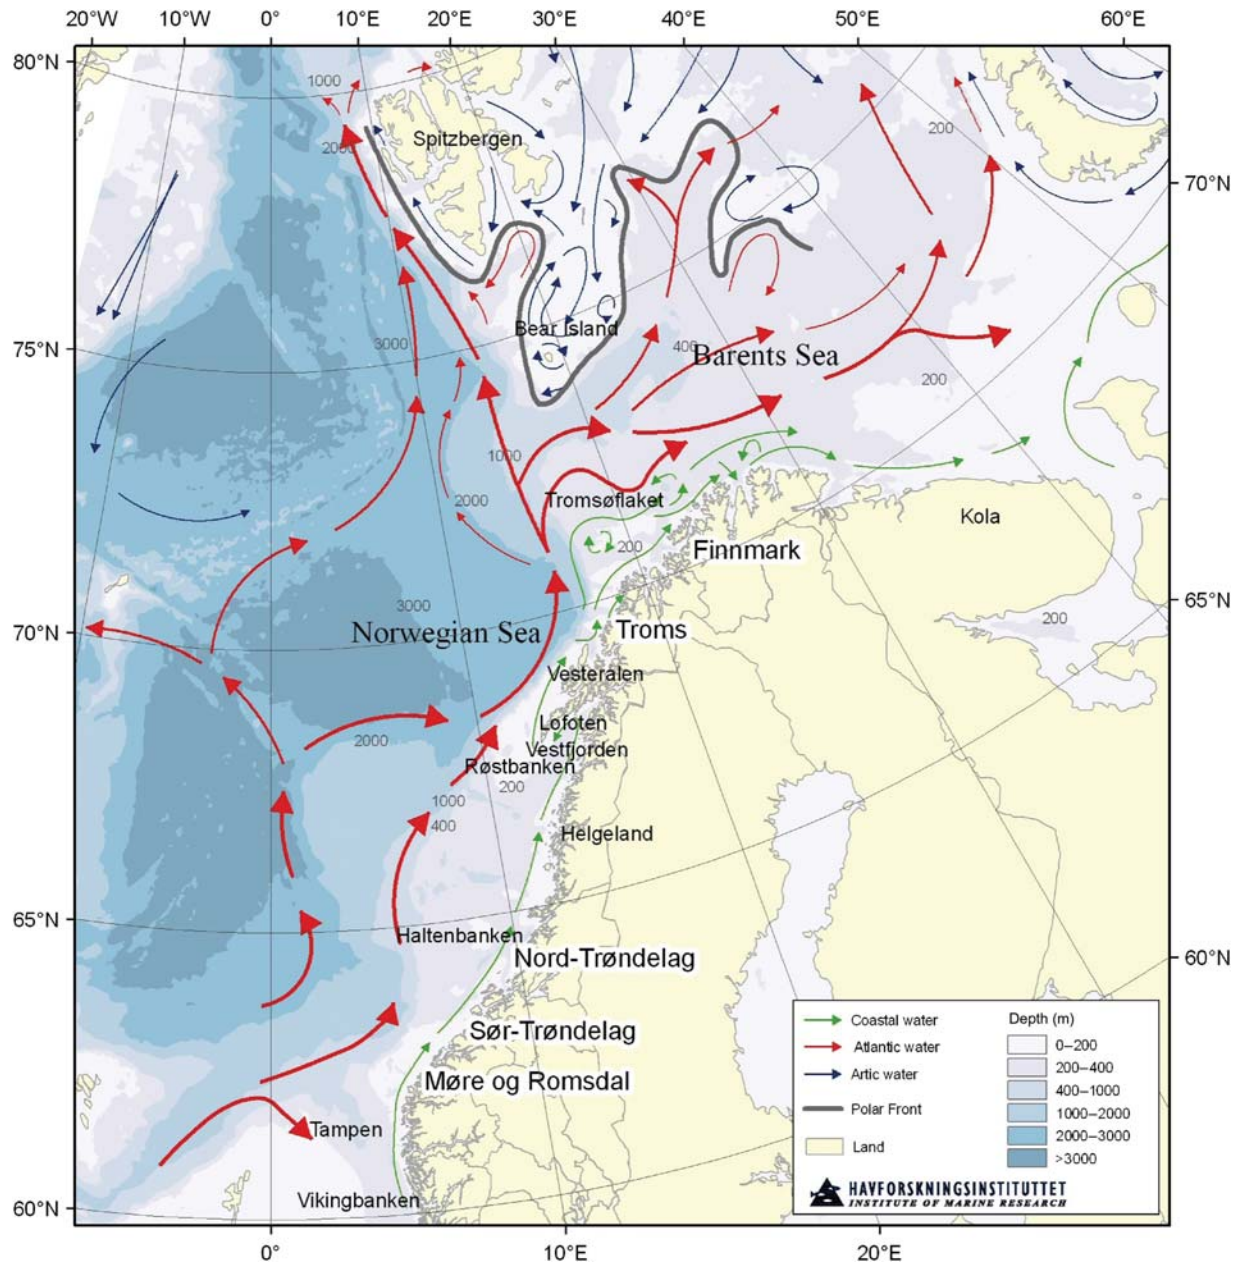 20°W 10°W 0° 10°E 20°E 30°E 40°E 50°E 60°E
80°N
1000
2000
Spitzbergen
200
70°N
Bear Island
3000
75°N
400
Barents Sea
200
1000
2000
Tromsøflaket
Kola
200
Finnmark
3000
65°N
70°N
Norwegian Sea
Troms
200
Vesteralen
Lofoten
2000
Vestfjorden
Røstbanken
200
1000
400
Helgeland
65°N
Haltenbanken
Nord-Trøndelag
60°N
Sør-Trøndelag
Møre og Romsdal
Tampen
Vikingbanken
60°N
Coastal water
Atlantic water
Artic water
Polar Front
Land
Depth (m)
0–200
200–400
400–1000
1000–2000
2000–3000
>3000
HAVFORSKNINGSINSTITUTTET
INSTITUTE OF MARINE RESEARCH
0° 10°E 20°E